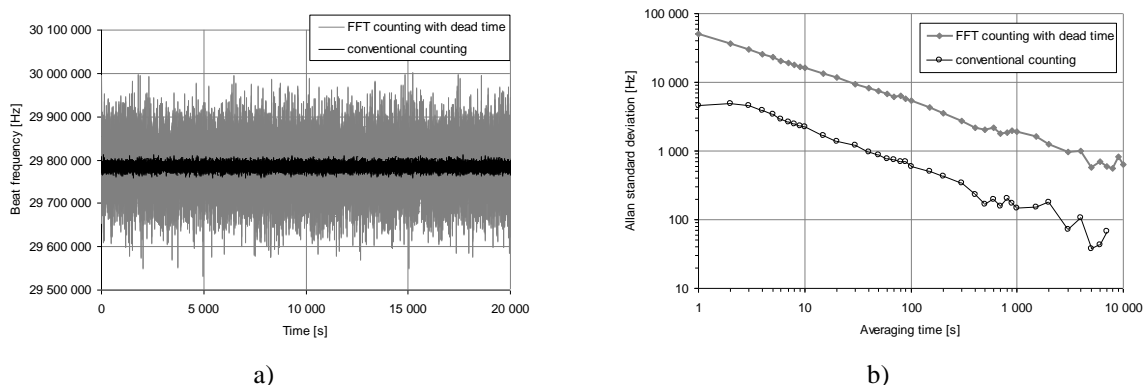 30 100 000
30 000 000
29 900 000
29 800 000
29 700 000
29 600 000
29 500 000
Beat frequency [Hz]
FFT counting with dead time
conventional counting
0
5 000
10 000
15 000
20 000
Time [s]
a)
100 000
10 000
1 000
100
10
Allan standard deviation [Hz]
FFT counting with dead time
conventional counting
1
10
100
1 000
10 000
Averaging time [s]
b)